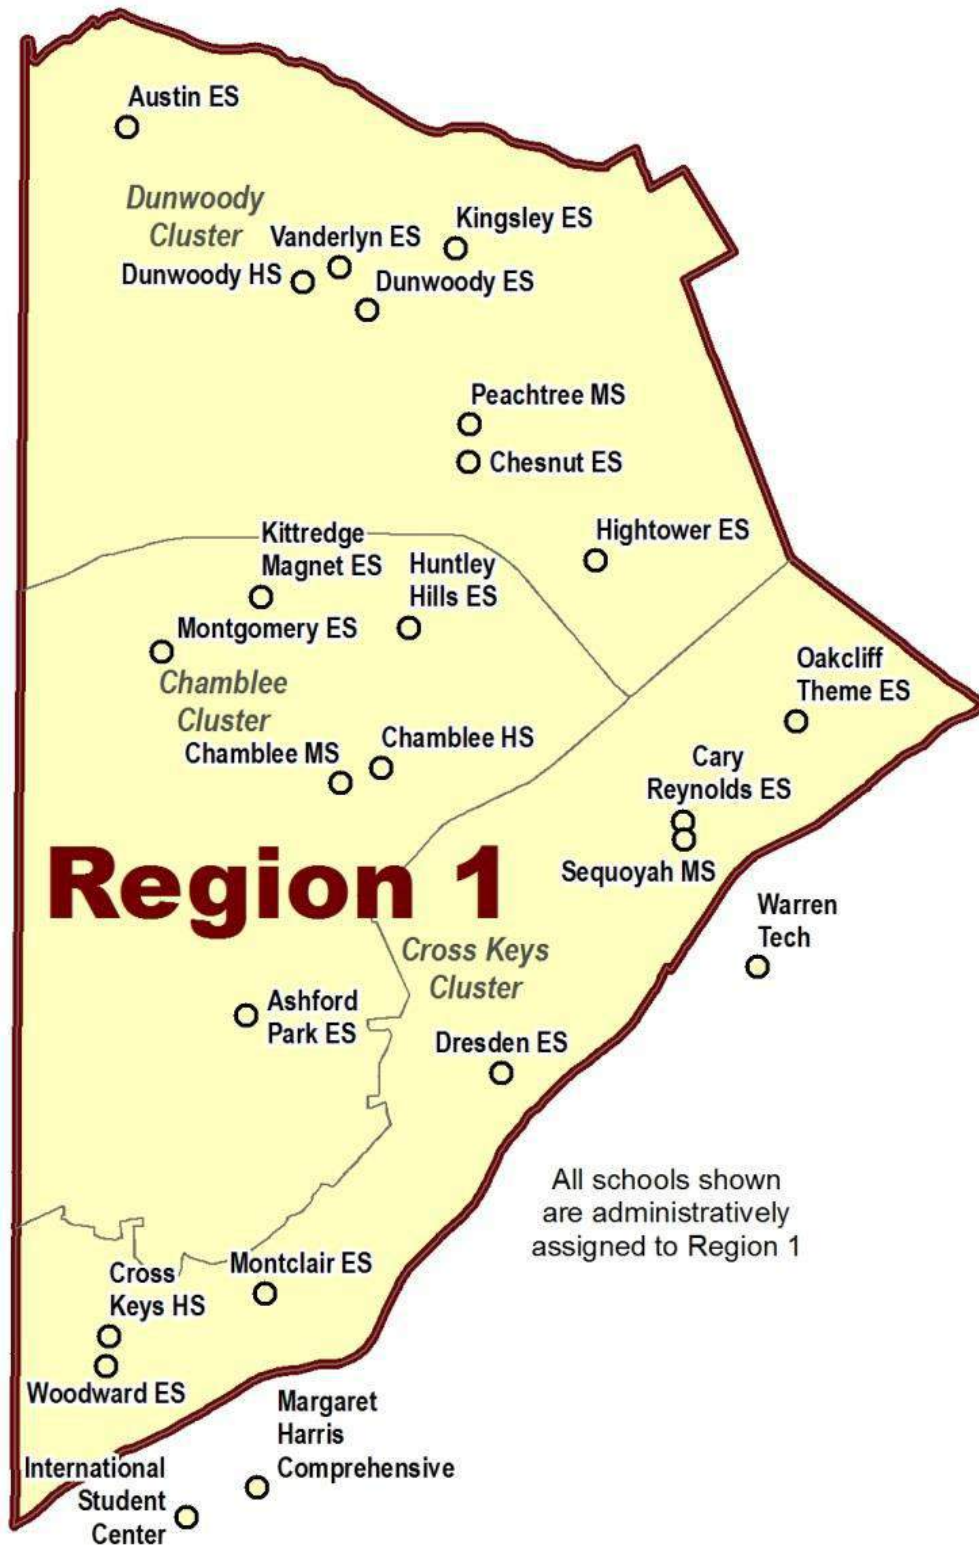 Austin ES
Dunwoody
Cluster
Kingsley ES
Vanderlyn ES
Dunwoody HS
Dunwoody ES
Peachtree MS
Chesnut ES
Hightower ES
Kittredge
Magnet ES
Huntley
Hills ES
Montgomery ES
Chamblee
Cluster
Oakcliff
Theme ES
Chamblee HS
Chamblee MS
Cary
Reynolds ES
Region 1
Sequoyah MS
Warren
Tech
Cross Keys
Cluster
Ashford
Park ES
Dresden ES
All schools shown
are administratively
assigned to Region 1
Montclair ES
Cross
Keys HS
Woodward ES
Margaret
Harris
Comprehensive
International
Student
Center